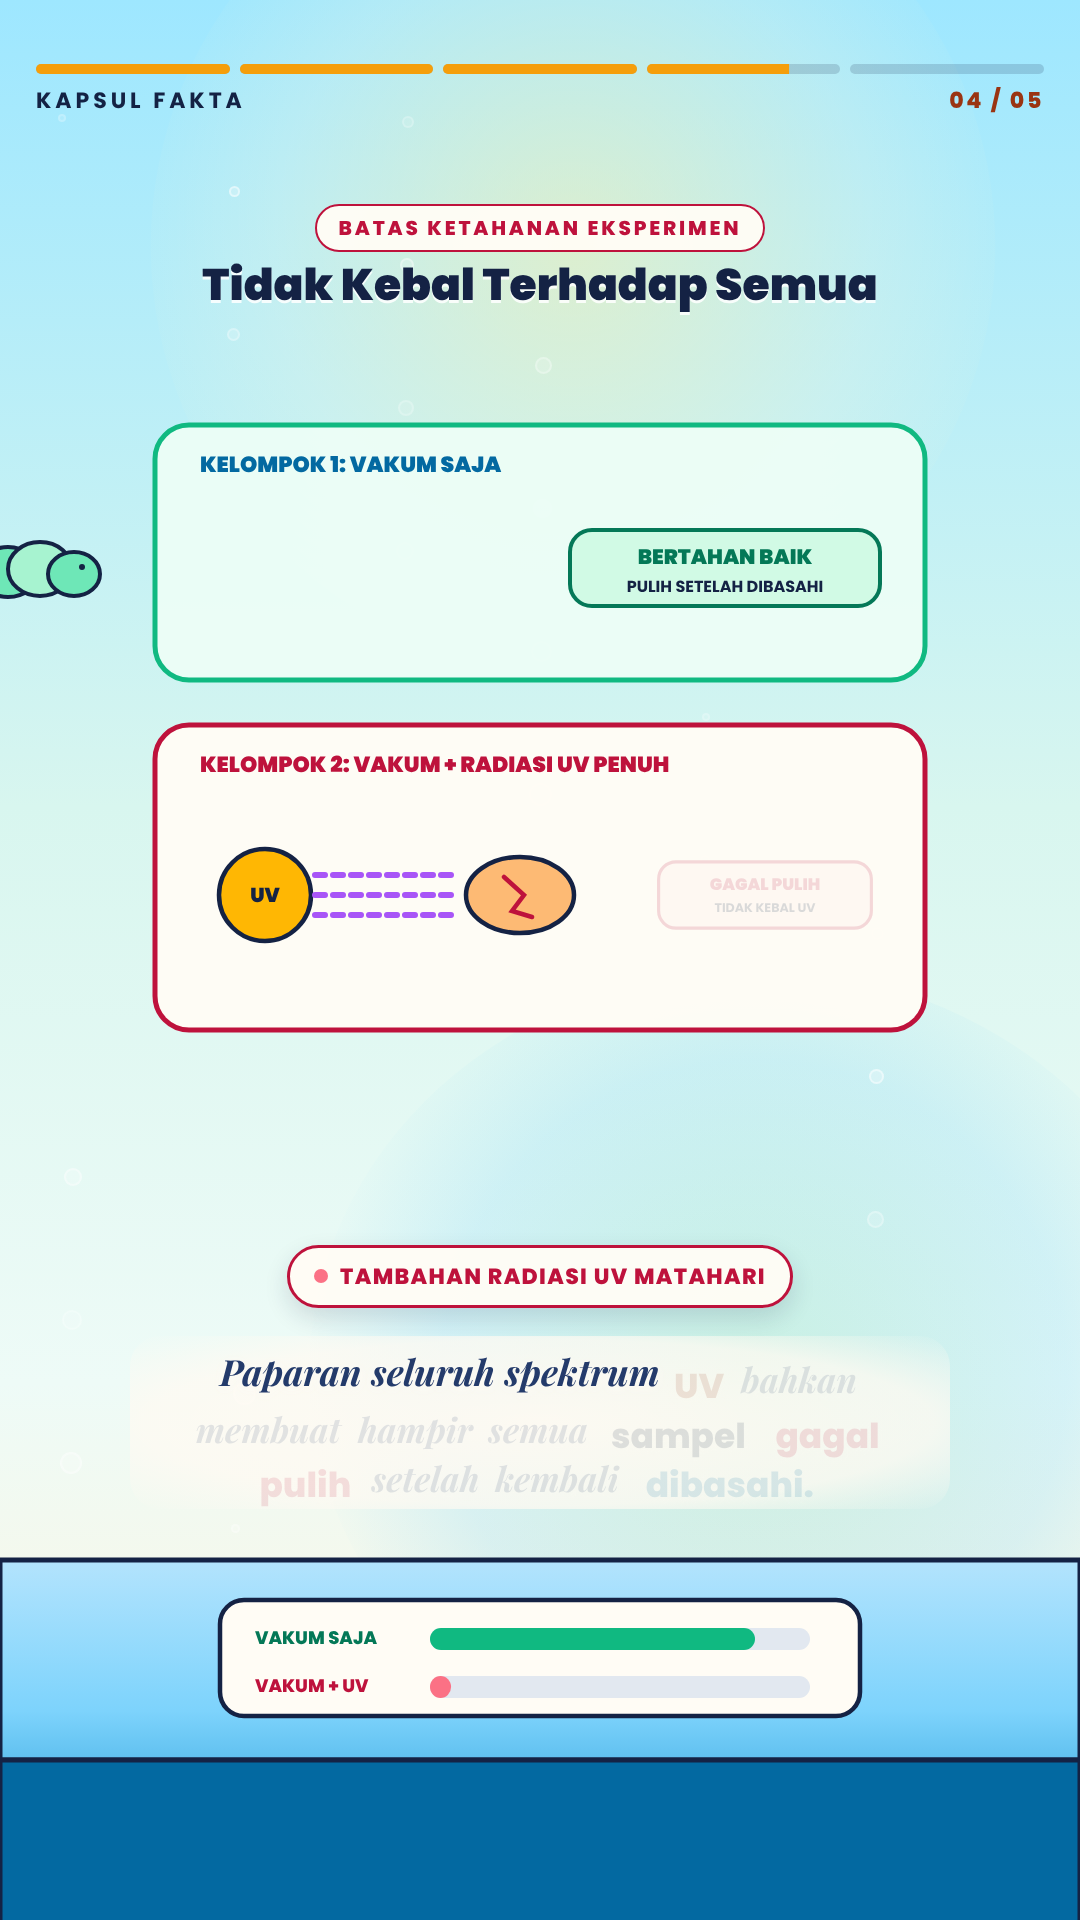 KAPSUL FAKTA
04 / 05
BATAS KETAHANAN EKSPERIMEN
Tidak Kebal Terhadap Semua
KELOMPOK 1: VAKUM SAJA
BERTAHAN BAIK
PULIH SETELAH DIBASAHI
KELOMPOK 2: VAKUM + RADIASI UV PENUH
UV
GAGAL PULIH
TIDAK KEBAL UV
TAMBAHAN RADIASI UV MATAHARI
Paparan seluruh spektrum UV bahkan
membuat hampir semua sampel gagal
pulih setelah kembali dibasahi.
VAKUM SAJA
VAKUM + UV